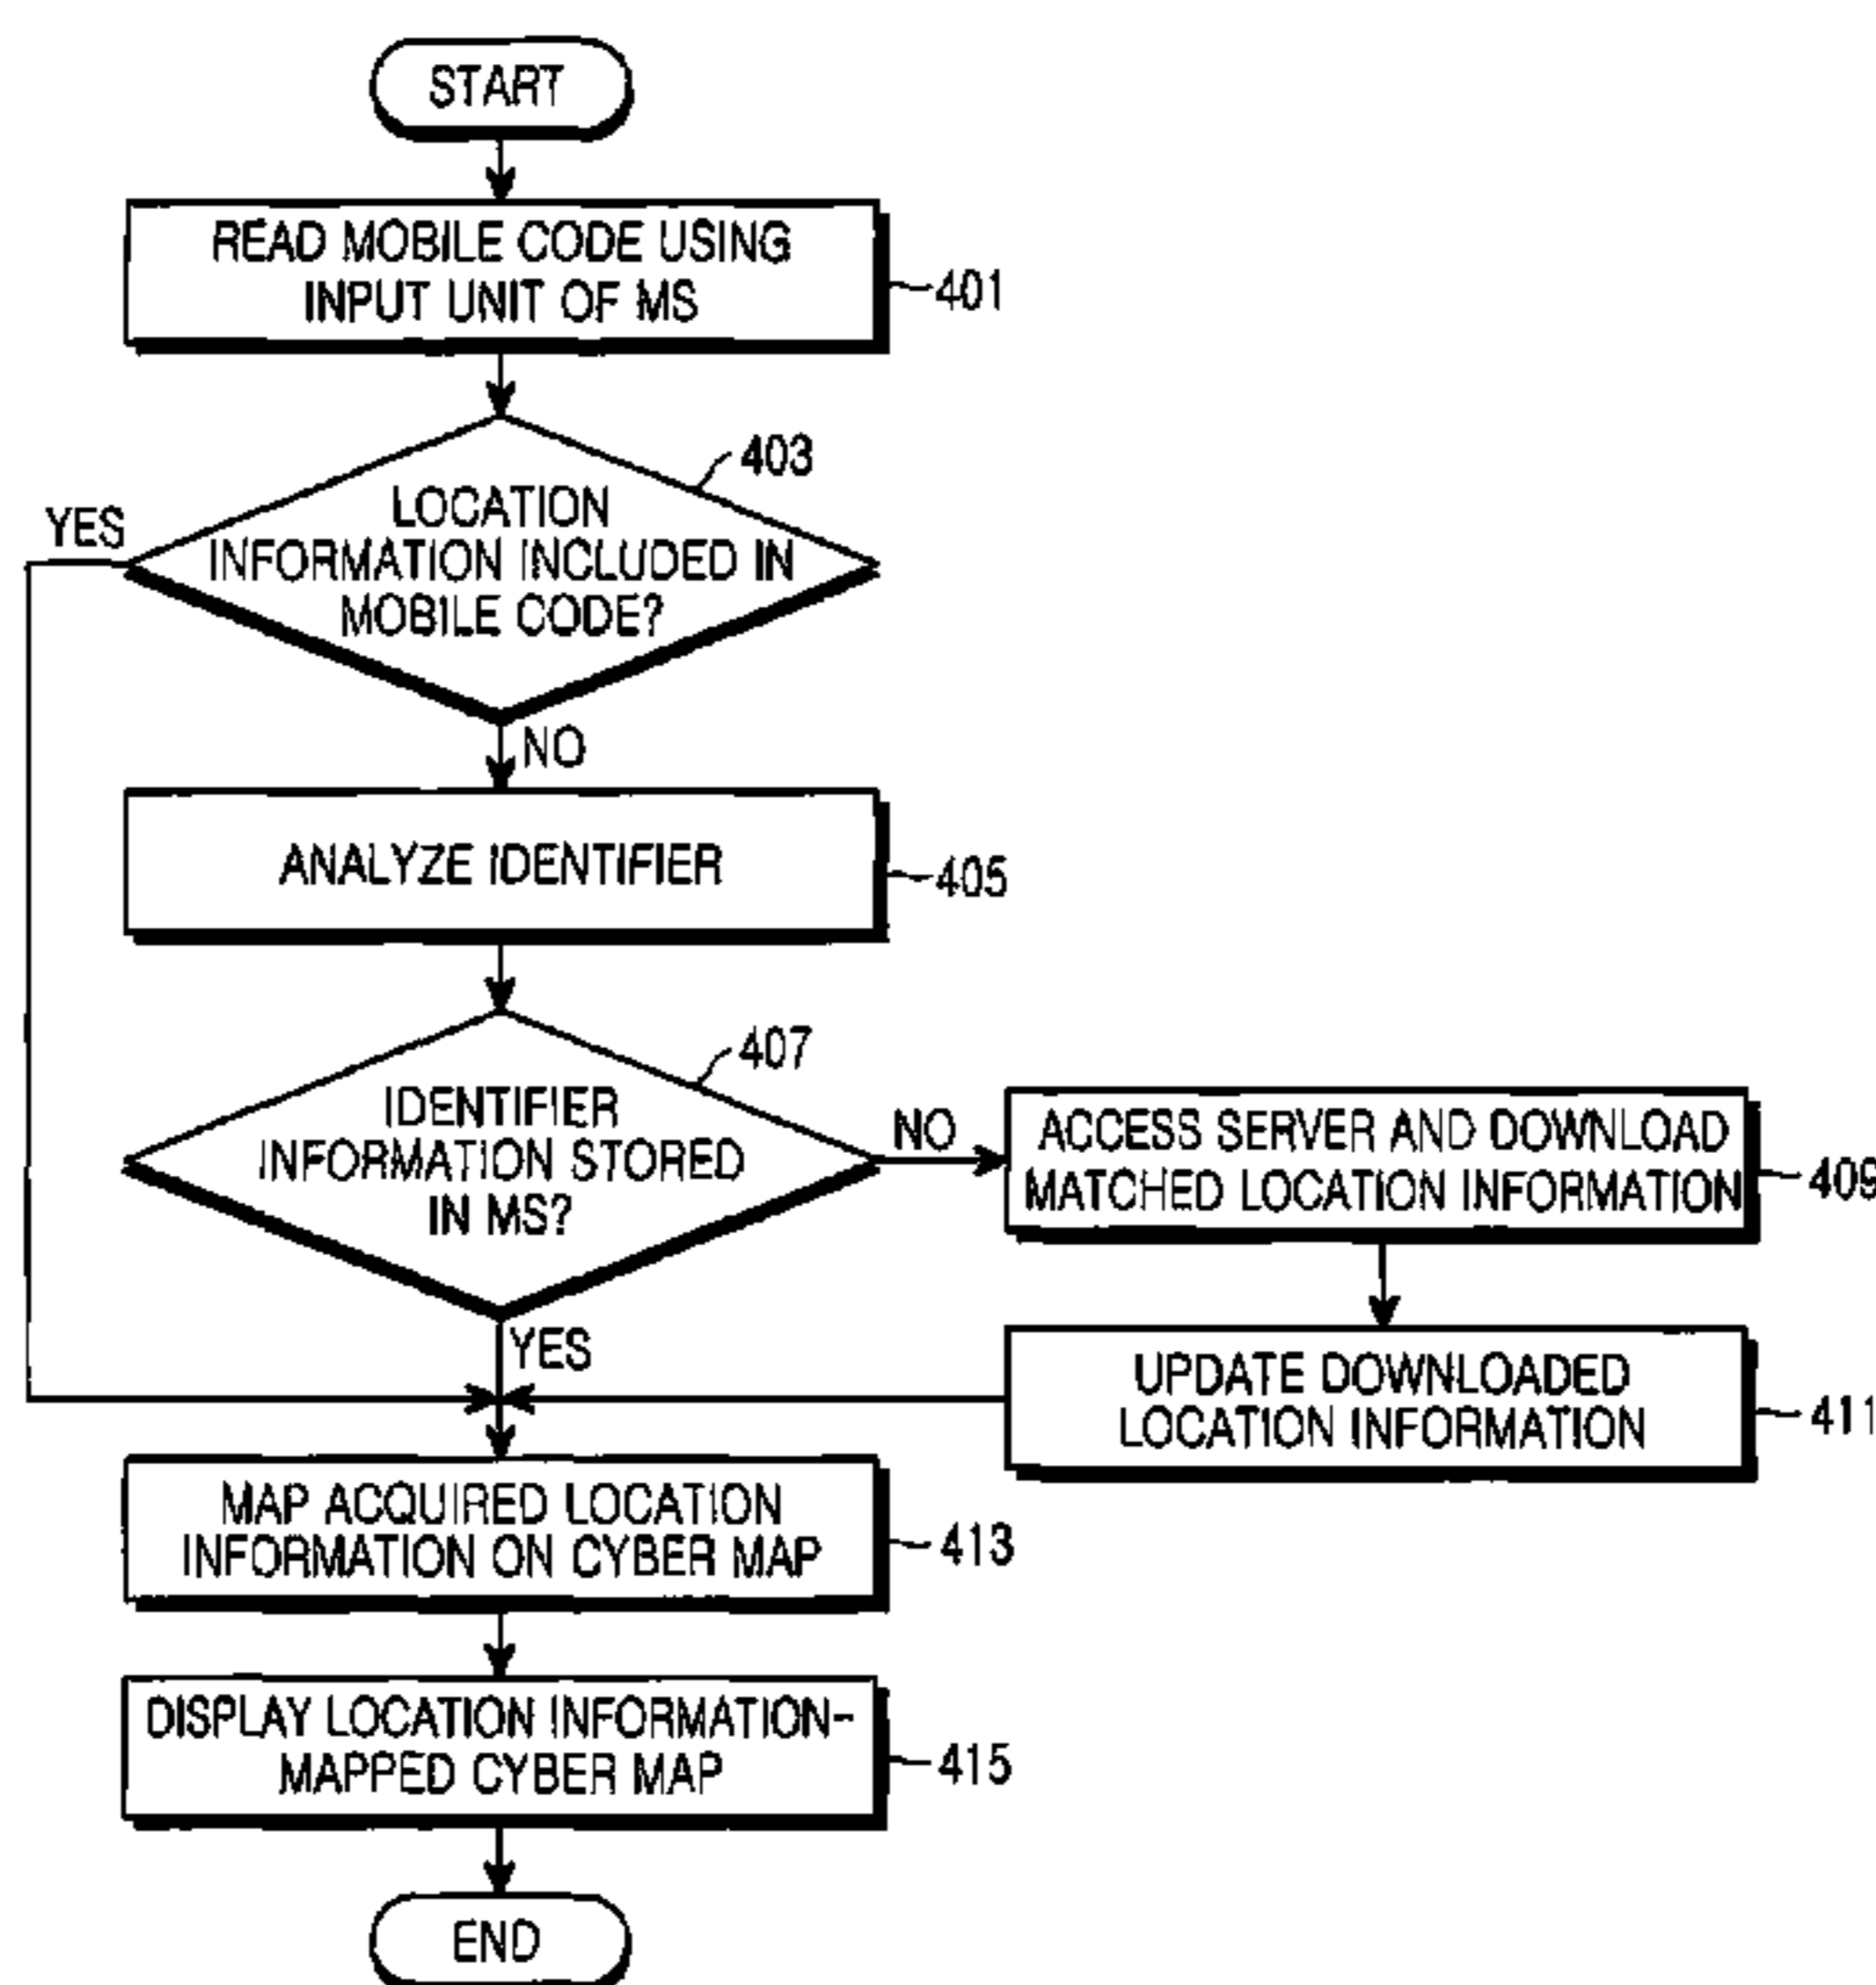 START
READ MOBILE CODE USING
INPUT UNIT OF MS
401
403
LOCATION
INFORMATION INCLUDED IN
MOBILE CODE?
YES
NO
ANALYZE IDENTIFIER
405
407
IDENTIFIER
INFORMATION STORED
IN MS?
NO
ACCESS SERVER AND DOWNLOAD
MATCHED LOCATION INFORMATION
409
YES
UPDATE DOWNLOADED
LOCATION INFORMATION
411
MAP ACQUIRED LOCATION
INFORMATION ON CYBER MAP
413
DISPLAY LOCATION INFORMATION-
MAPPED CYBER MAP
415
END